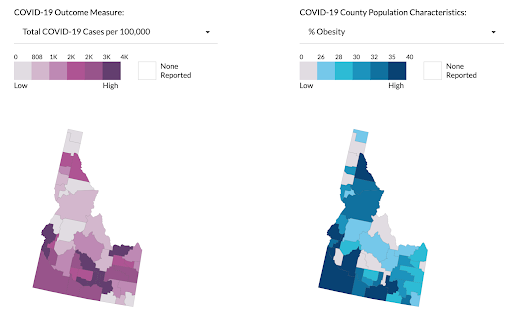 COVID-19 Outcome Measure:
Total COVID-19 Cases per 100,000
0 808 1K 2K 2K 3K 4K
Low High
None
Reported
COVID-19 County Population Characteristics:
% Obesity
0 26 28 30 32 35 40
Low High
None
Reported